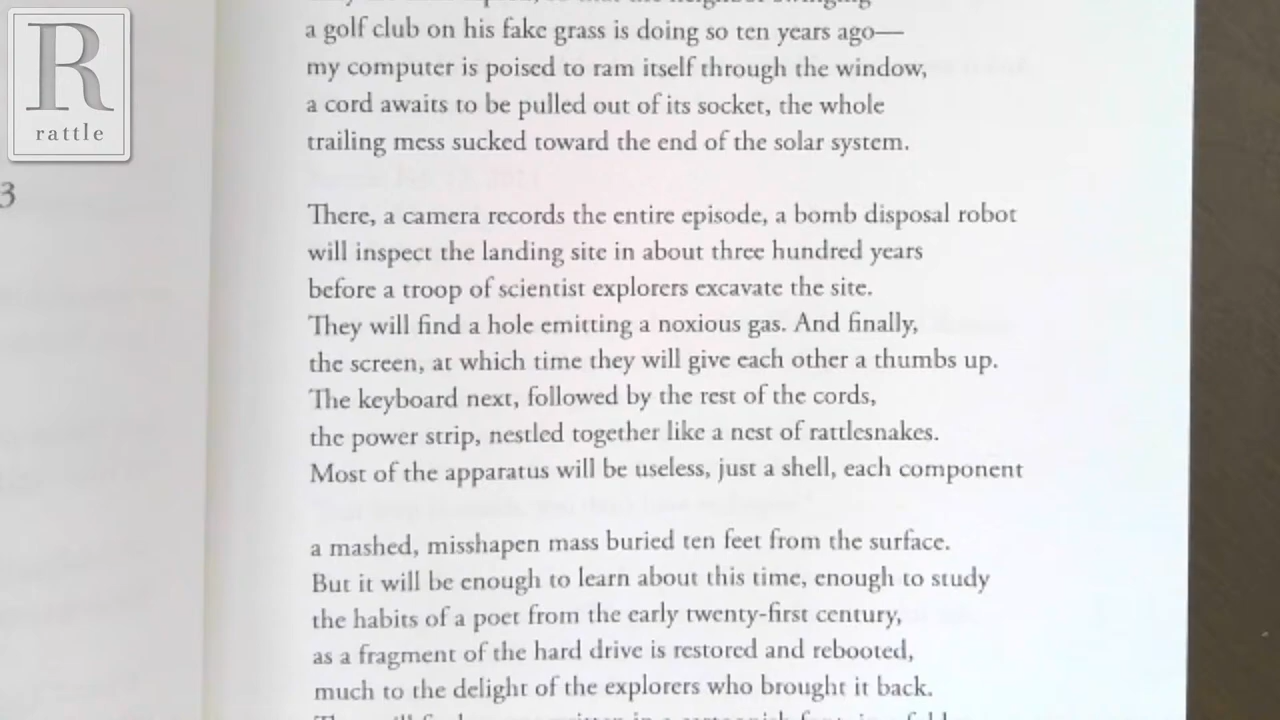 R
rattle
3
a golf club on his fake grass is doing so ten years ago—
my computer is poised to ram itself through the window,
a cord awaits to be pulled out of its socket, the whole
trailing mess sucked toward the end of the solar system.
There, a camera records the entire episode, a bomb disposal robot
will inspect the landing site in about three hundred years
before a troop of scientist explorers excavate the site.
They will find a hole emitting a noxious gas. And finally,
the screen, at which time they will give each other a thumbs up.
The keyboard next, followed by the rest of the cords,
the power strip, nestled together like a nest of rattlesnakes.
Most of the apparatus will be useless, just a shell, each component
a mashed, misshapen mass buried ten feet from the surface.
But it will be enough to learn about this time, enough to study
the habits of a poet from the early twenty-first century,
as a fragment of the hard drive is restored and rebooted,
much to the delight of the explorers who brought it back.